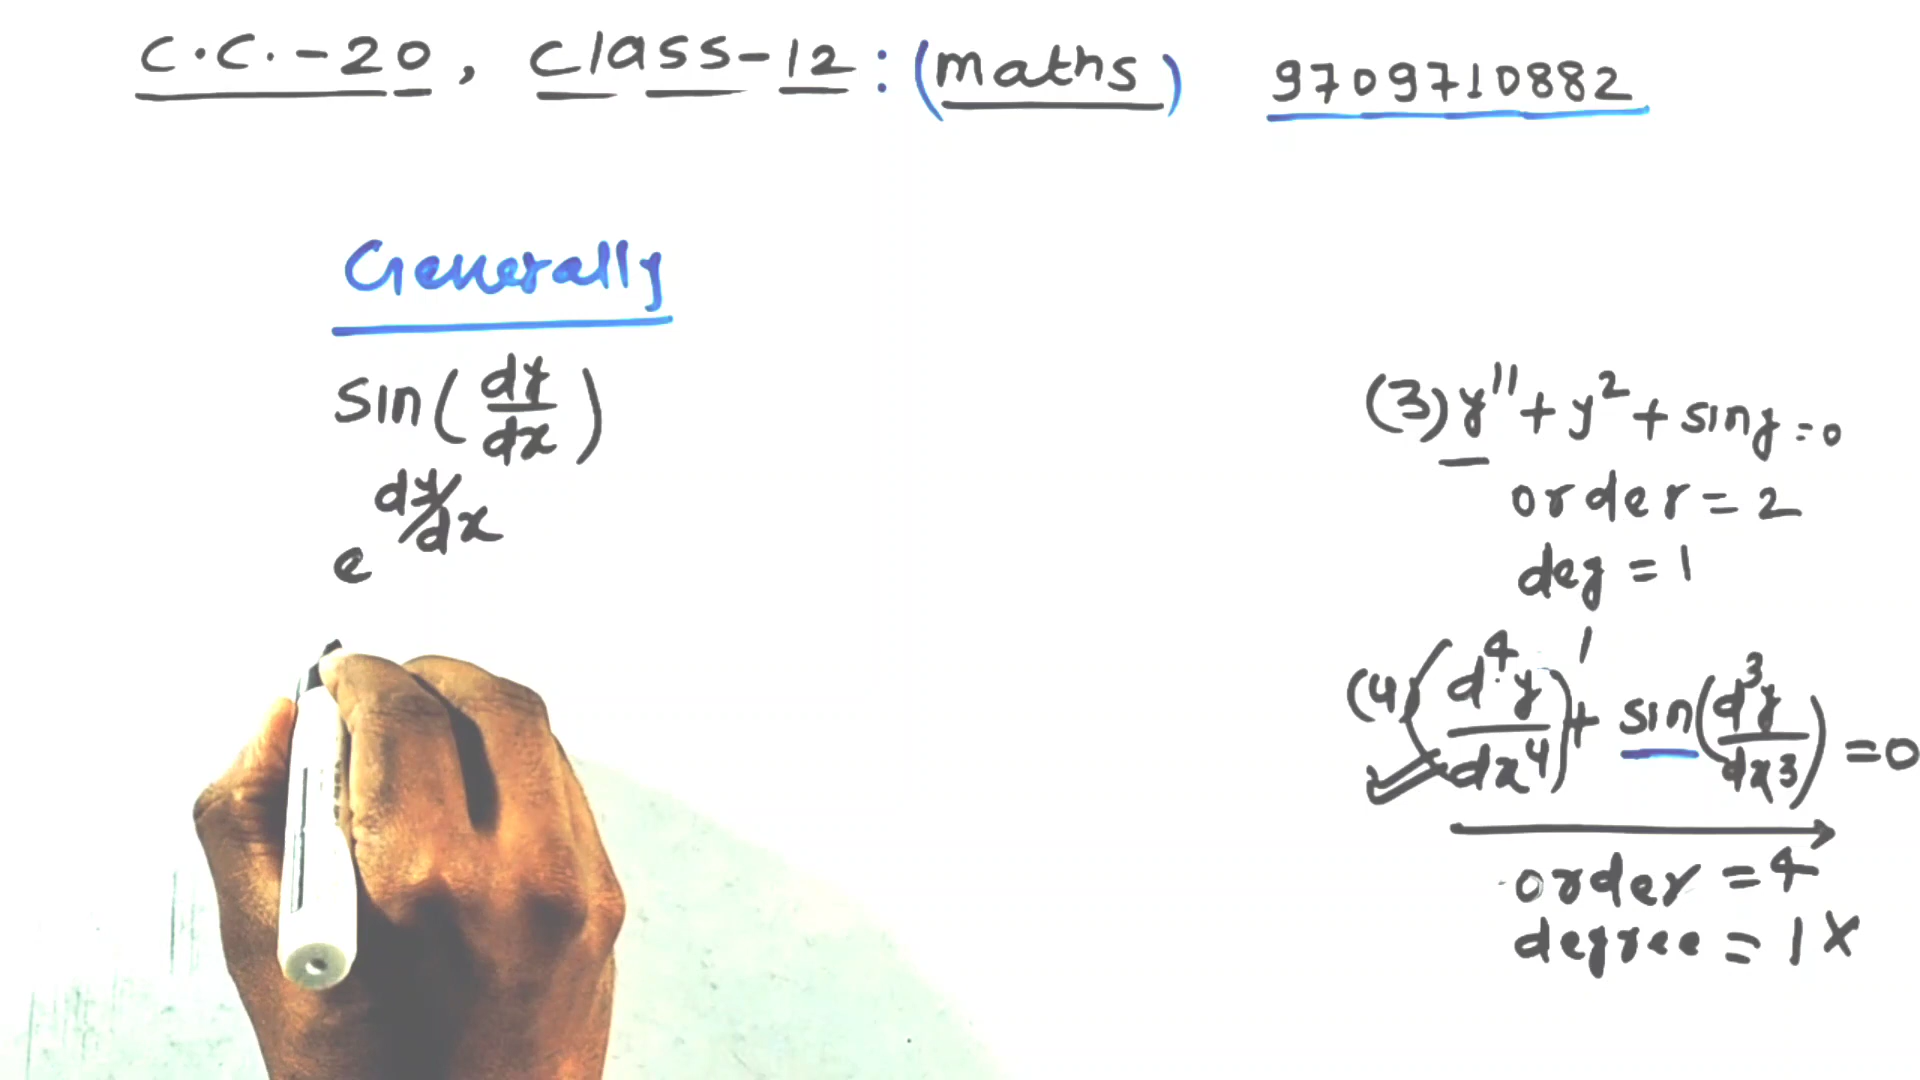 C.C.-20, Class-12: (maths) 9709710882
Generally
sin(dy/dx)
e^dy/dx
(3) y'' + y² + siny = 0
order = 2
deg = 1
(4) (d⁴y/dx⁴)¹ + sin(d³y/dx³) = 0
order = 4
degree = 1 ×